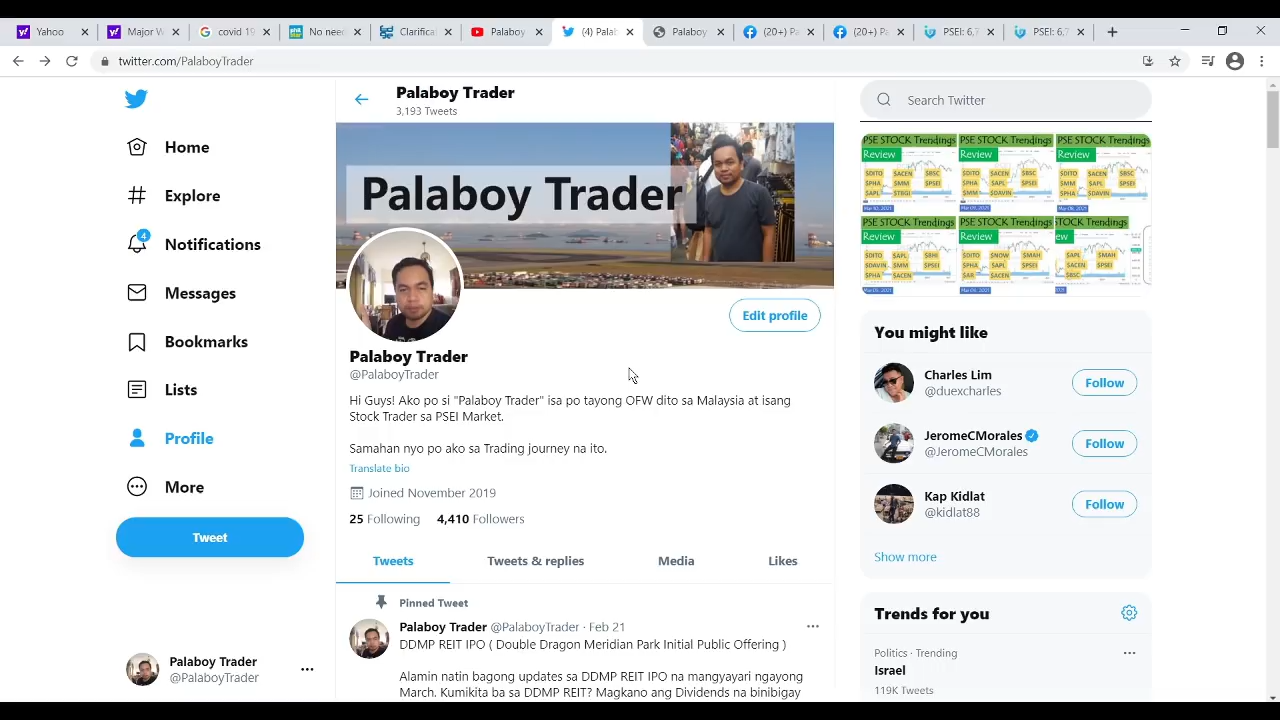 Yahoo
Major V
covid 19
No need
Clarifica
Palaboy
(4) Palab
Palaboy
(20+) Pa
(20+) Pa
PSEI: 6,7
PSEI: 6,7
twitter.com/PalaboyTrader
Palaboy Trader
3,193 Tweets
Search Twitter
Home
Explore
4
Notifications
Messages
Bookmarks
Lists
Profile
More
Tweet
Palaboy Trader
@PalaboyTrader
Palaboy Trader
Edit profile
Palaboy Trader
@PalaboyTrader
Hi Guys! Ako po si "Palaboy Trader" isa po tayong OFW dito sa Malaysia at isang
Stock Trader sa PSEI Market.
Samahan nyo po ako sa Trading journey na ito.
Translate bio
Joined November 2019
25 Following 4,410 Followers
Tweets Tweets & replies Media Likes
Pinned Tweet
Palaboy Trader @PalaboyTrader · Feb 21
DDMP REIT IPO ( Double Dragon Meridian Park Initial Public Offering )
Alamin natin bagong updates sa DDMP REIT IPO na mangyayari ngayong
March. Kumikita ba sa DDMP REIT? Magkano ang Dividends na binibigay
PSE STOCK Trendings PSE STOCK Trendings PSE STOCK Trendings
Review Review Review
$DITO $ACEN $BSC
$PHA $MM $PSEI
PSE STOCK Trendings PSE STOCK Trendings STOCK Trendings
Review Review
You might like
Charles Lim
@duexcharles
Follow
JeromeCMorales
@JeromeCMorales
Follow
Kap Kidlat
@kidlat88
Follow
Show more
Trends for you
Politics · Trending
Israel
119K Tweets